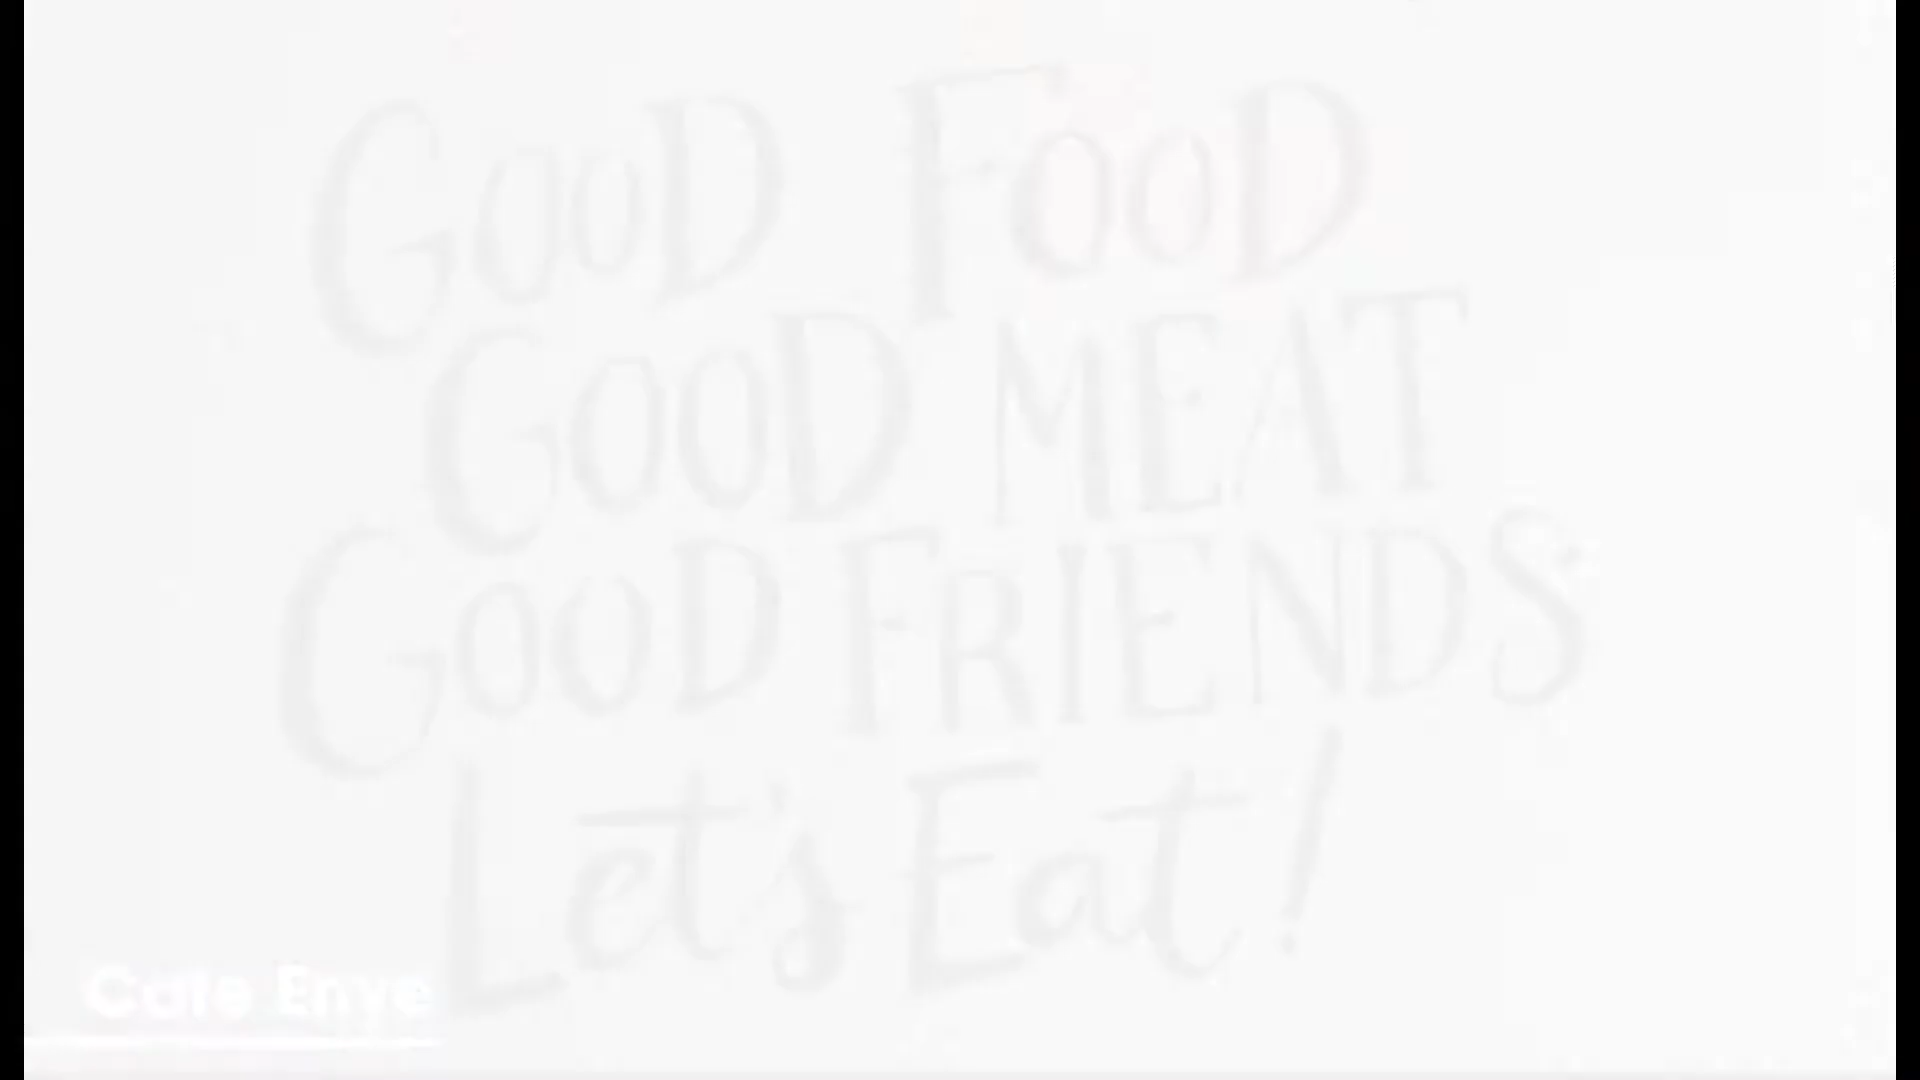 GOOD FOOD
GOOD MEAT
GOOD FRIENDS
Let's Eat!
Cafe Enye